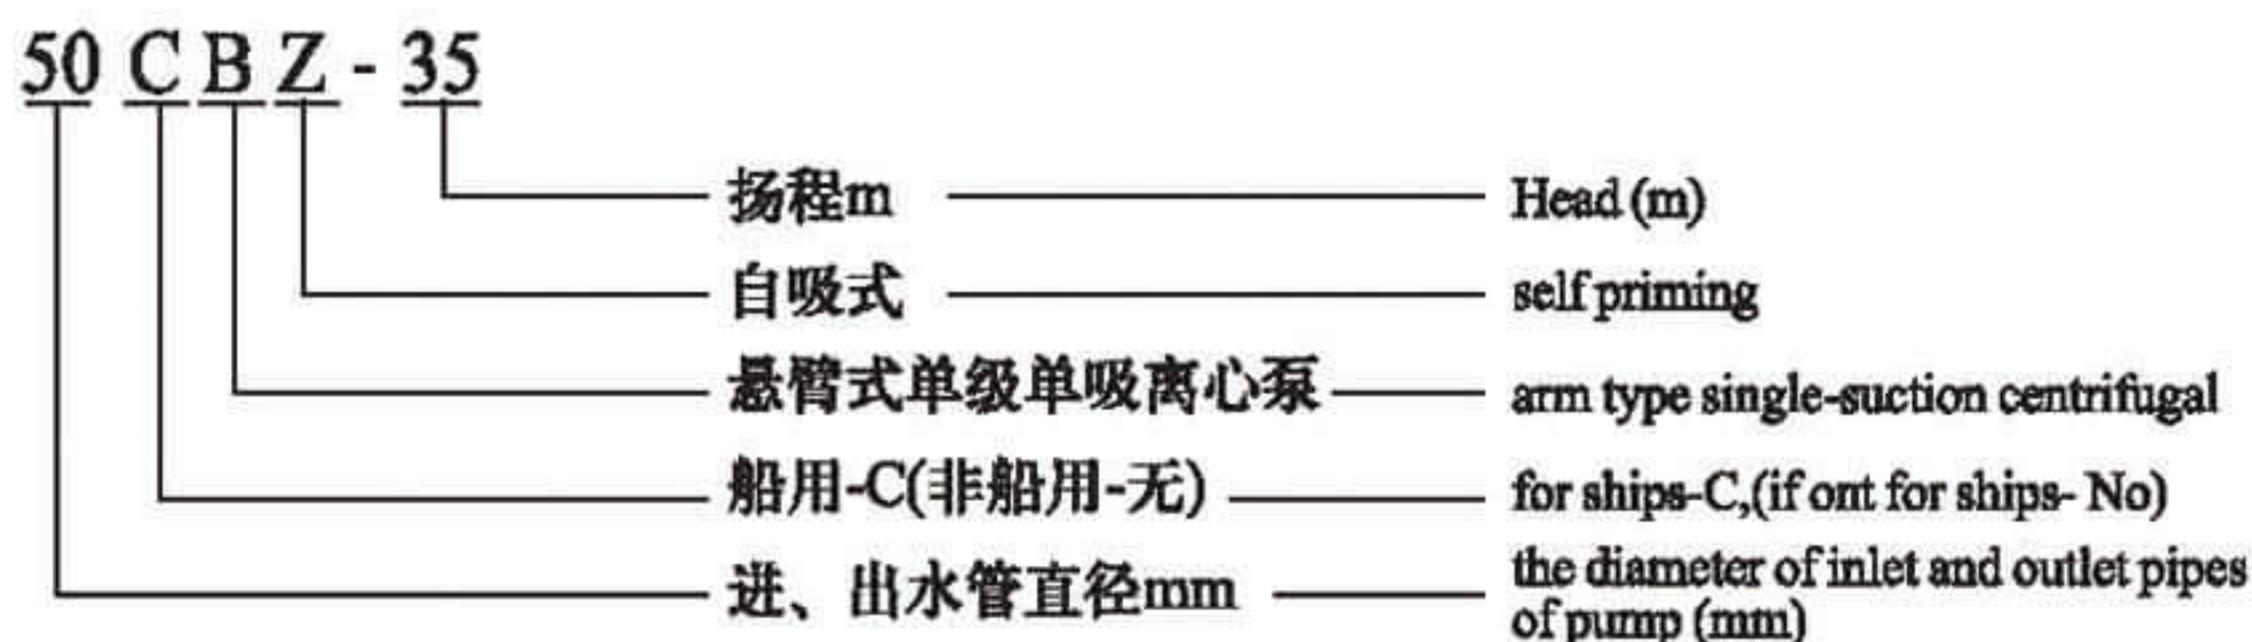 50 C B Z - 35
扬程m Head (m)
自吸式 self priming
悬臂式单级单吸离心泵 arm type single-suction centrifugal
船用-C(非船用-无) for ships-C,(if ont for ships- No)
进、出水管直径mm the diameter of inlet and outlet pipes
of pump (mm)